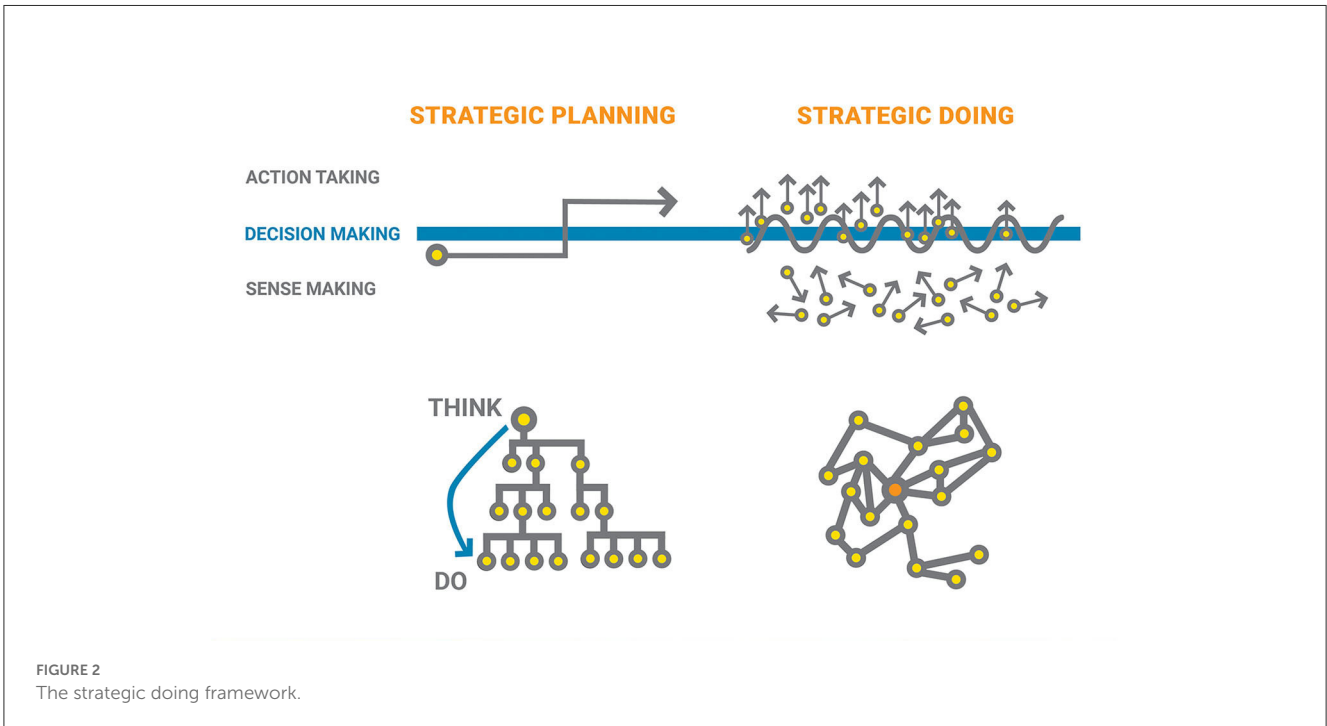 STRATEGIC PLANNING
STRATEGIC DOING
ACTION TAKING
DECISION MAKING
SENSE MAKING
THINK
DO
FIGURE 2
The strategic doing framework.